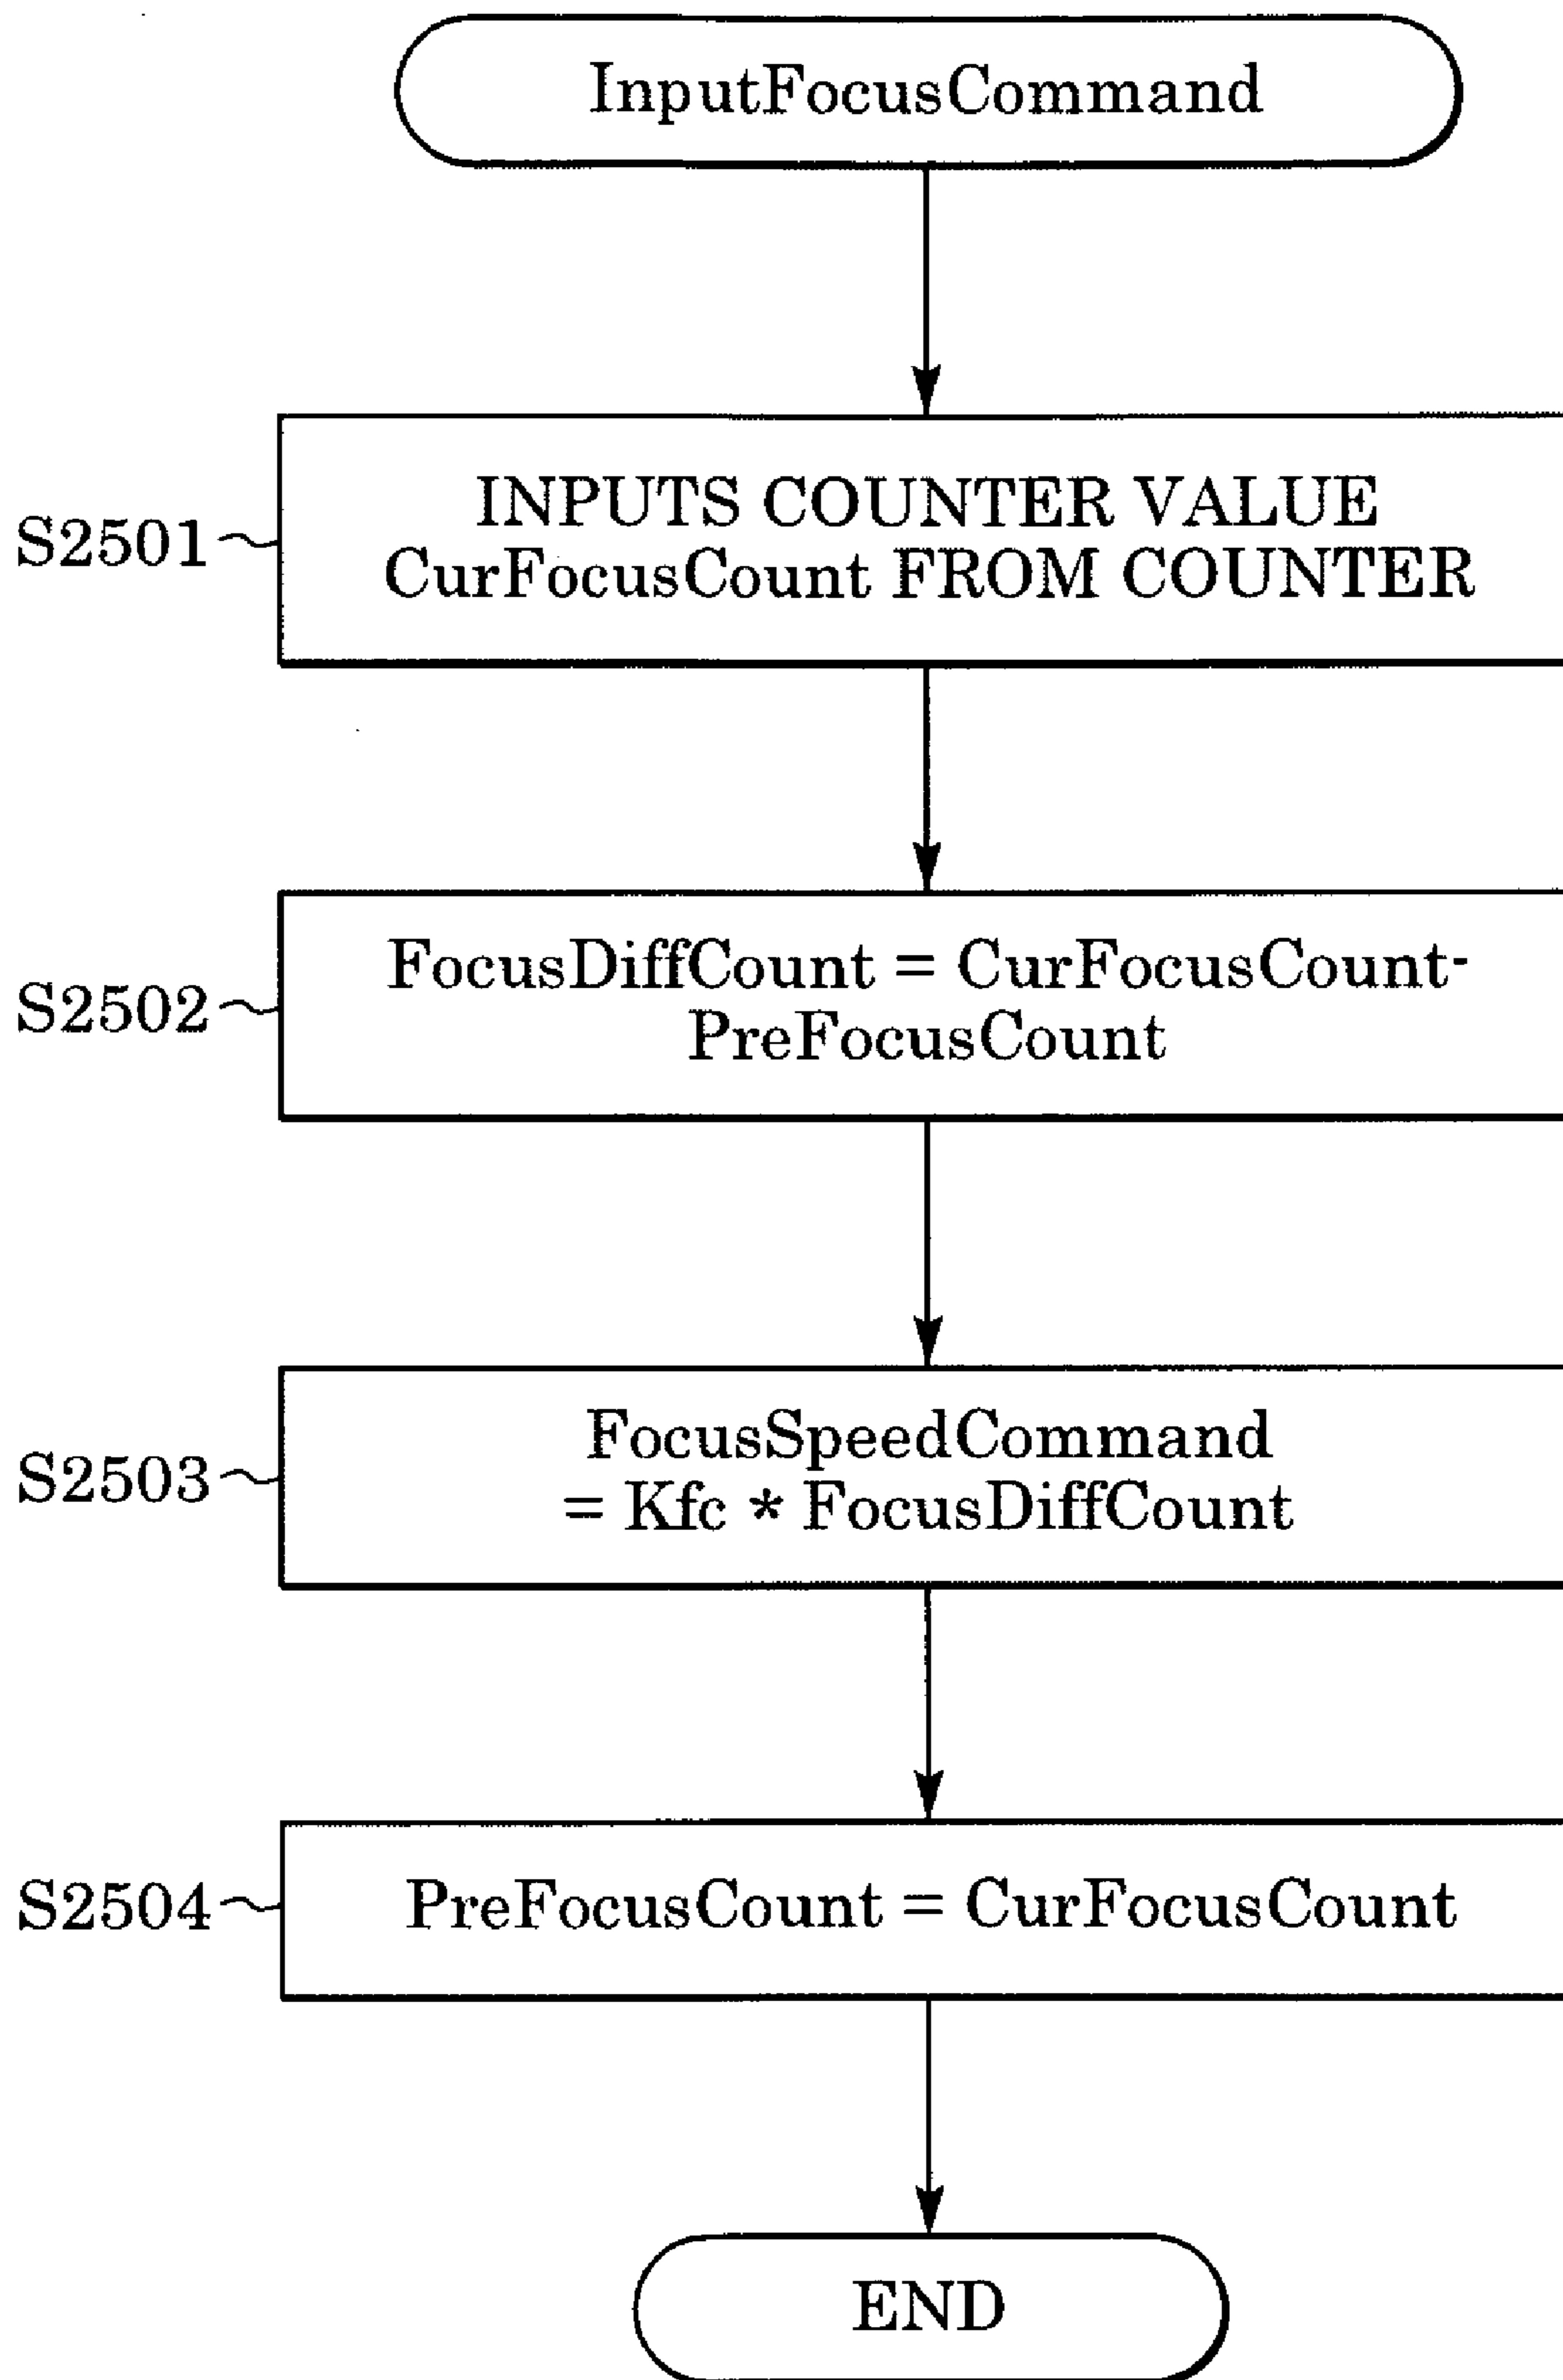 InputFocusCommand
INPUTS COUNTER VALUE
CurFocusCount FROM COUNTER
S2501
FocusDiffCount = CurFocusCount-
PreFocusCount
S2502
FocusSpeedCommand
= Kfc * FocusDiffCount
S2503
PreFocusCount = CurFocusCount
S2504
END